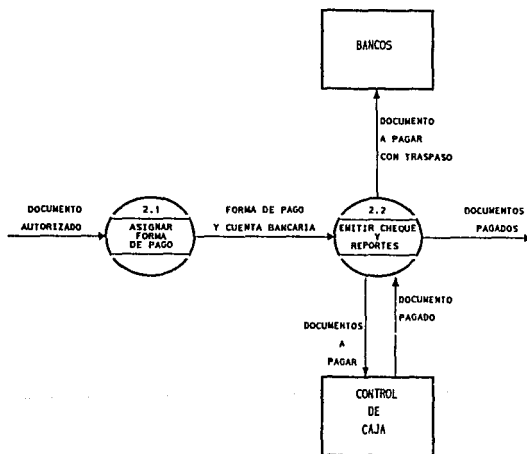 BANCOS
DOCUMENTO
A PAGAR
CON TRASPASO
DOCUMENTO
AUTORIZADO
2.1
ASIGNAR
FORMA
DE PAGO
FORMA DE PAGO
Y CUENTA BANCARIA
2.2
EMITIR CHEQUE
Y
REPORTES
DOCUMENTOS
PAGADOS
DOCUMENTOS
A
PAGAR
DOCUMENTO
PAGADO
CONTROL
DE
CAJA